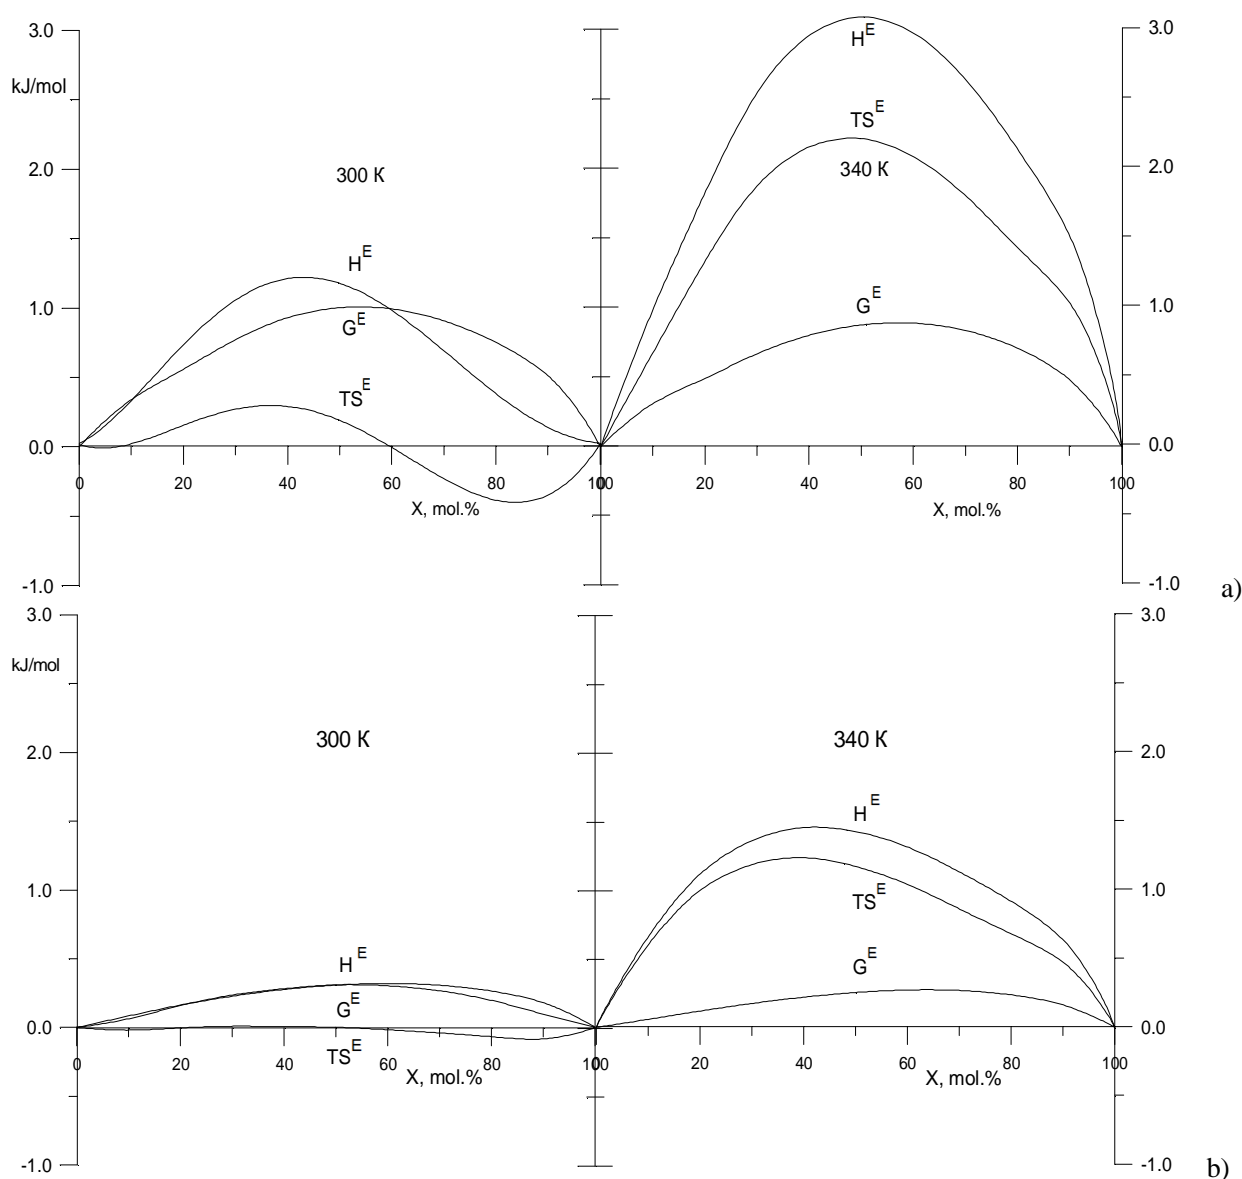 3.0 3.0
kJ/mol H^E
TS^E
2.0 300 K 340 K 2.0
H^E
G^E
1.0 G^E 1.0
TS^E
0.0 0.0
0 20 40 60 80 100 0 20 40 60 80 100
X, mol.% X, mol.%
-1.0 -1.0 a)
3.0 3.0
kJ/mol
300 K 340 K
2.0 2.0
H^E
1.0 TS^E 1.0
H^E G^E
G^E
0.0 0.0
TS^E
0 20 40 60 80 100 0 20 40 60 80 100
X, mol.% X, mol.%
-1.0 -1.0 b)